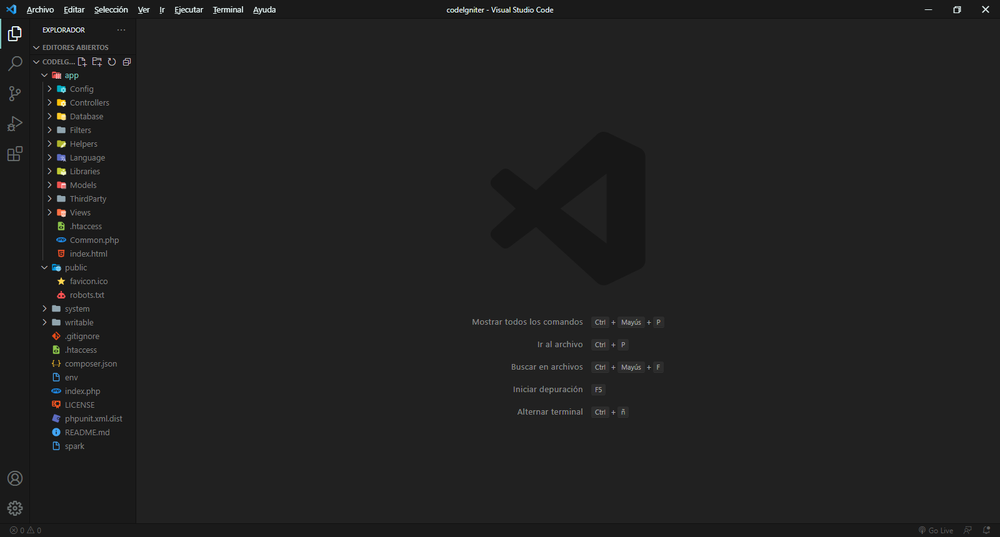 Archivo Editar Selección Ver Ir Ejecutar Terminal Ayuda
codeIgniter - Visual Studio Code
EXPLORADOR
EDITORES ABIERTOS
CODEIG...
app
Config
Controllers
Database
Filters
Helpers
Language
Libraries
Models
ThirdParty
Views
.htaccess
Common.php
index.html
public
favicon.ico
robots.txt
system
writable
.gitignore
.htaccess
composer.json
env
index.php
LICENSE
phpunit.xml.dist
README.md
spark
Mostrar todos los comandos Ctrl + Mayús + P
Ir al archivo Ctrl + P
Buscar en archivos Ctrl + Mayús + F
Iniciar depuración F5
Alternar terminal Ctrl + ñ
0 0
Go Live